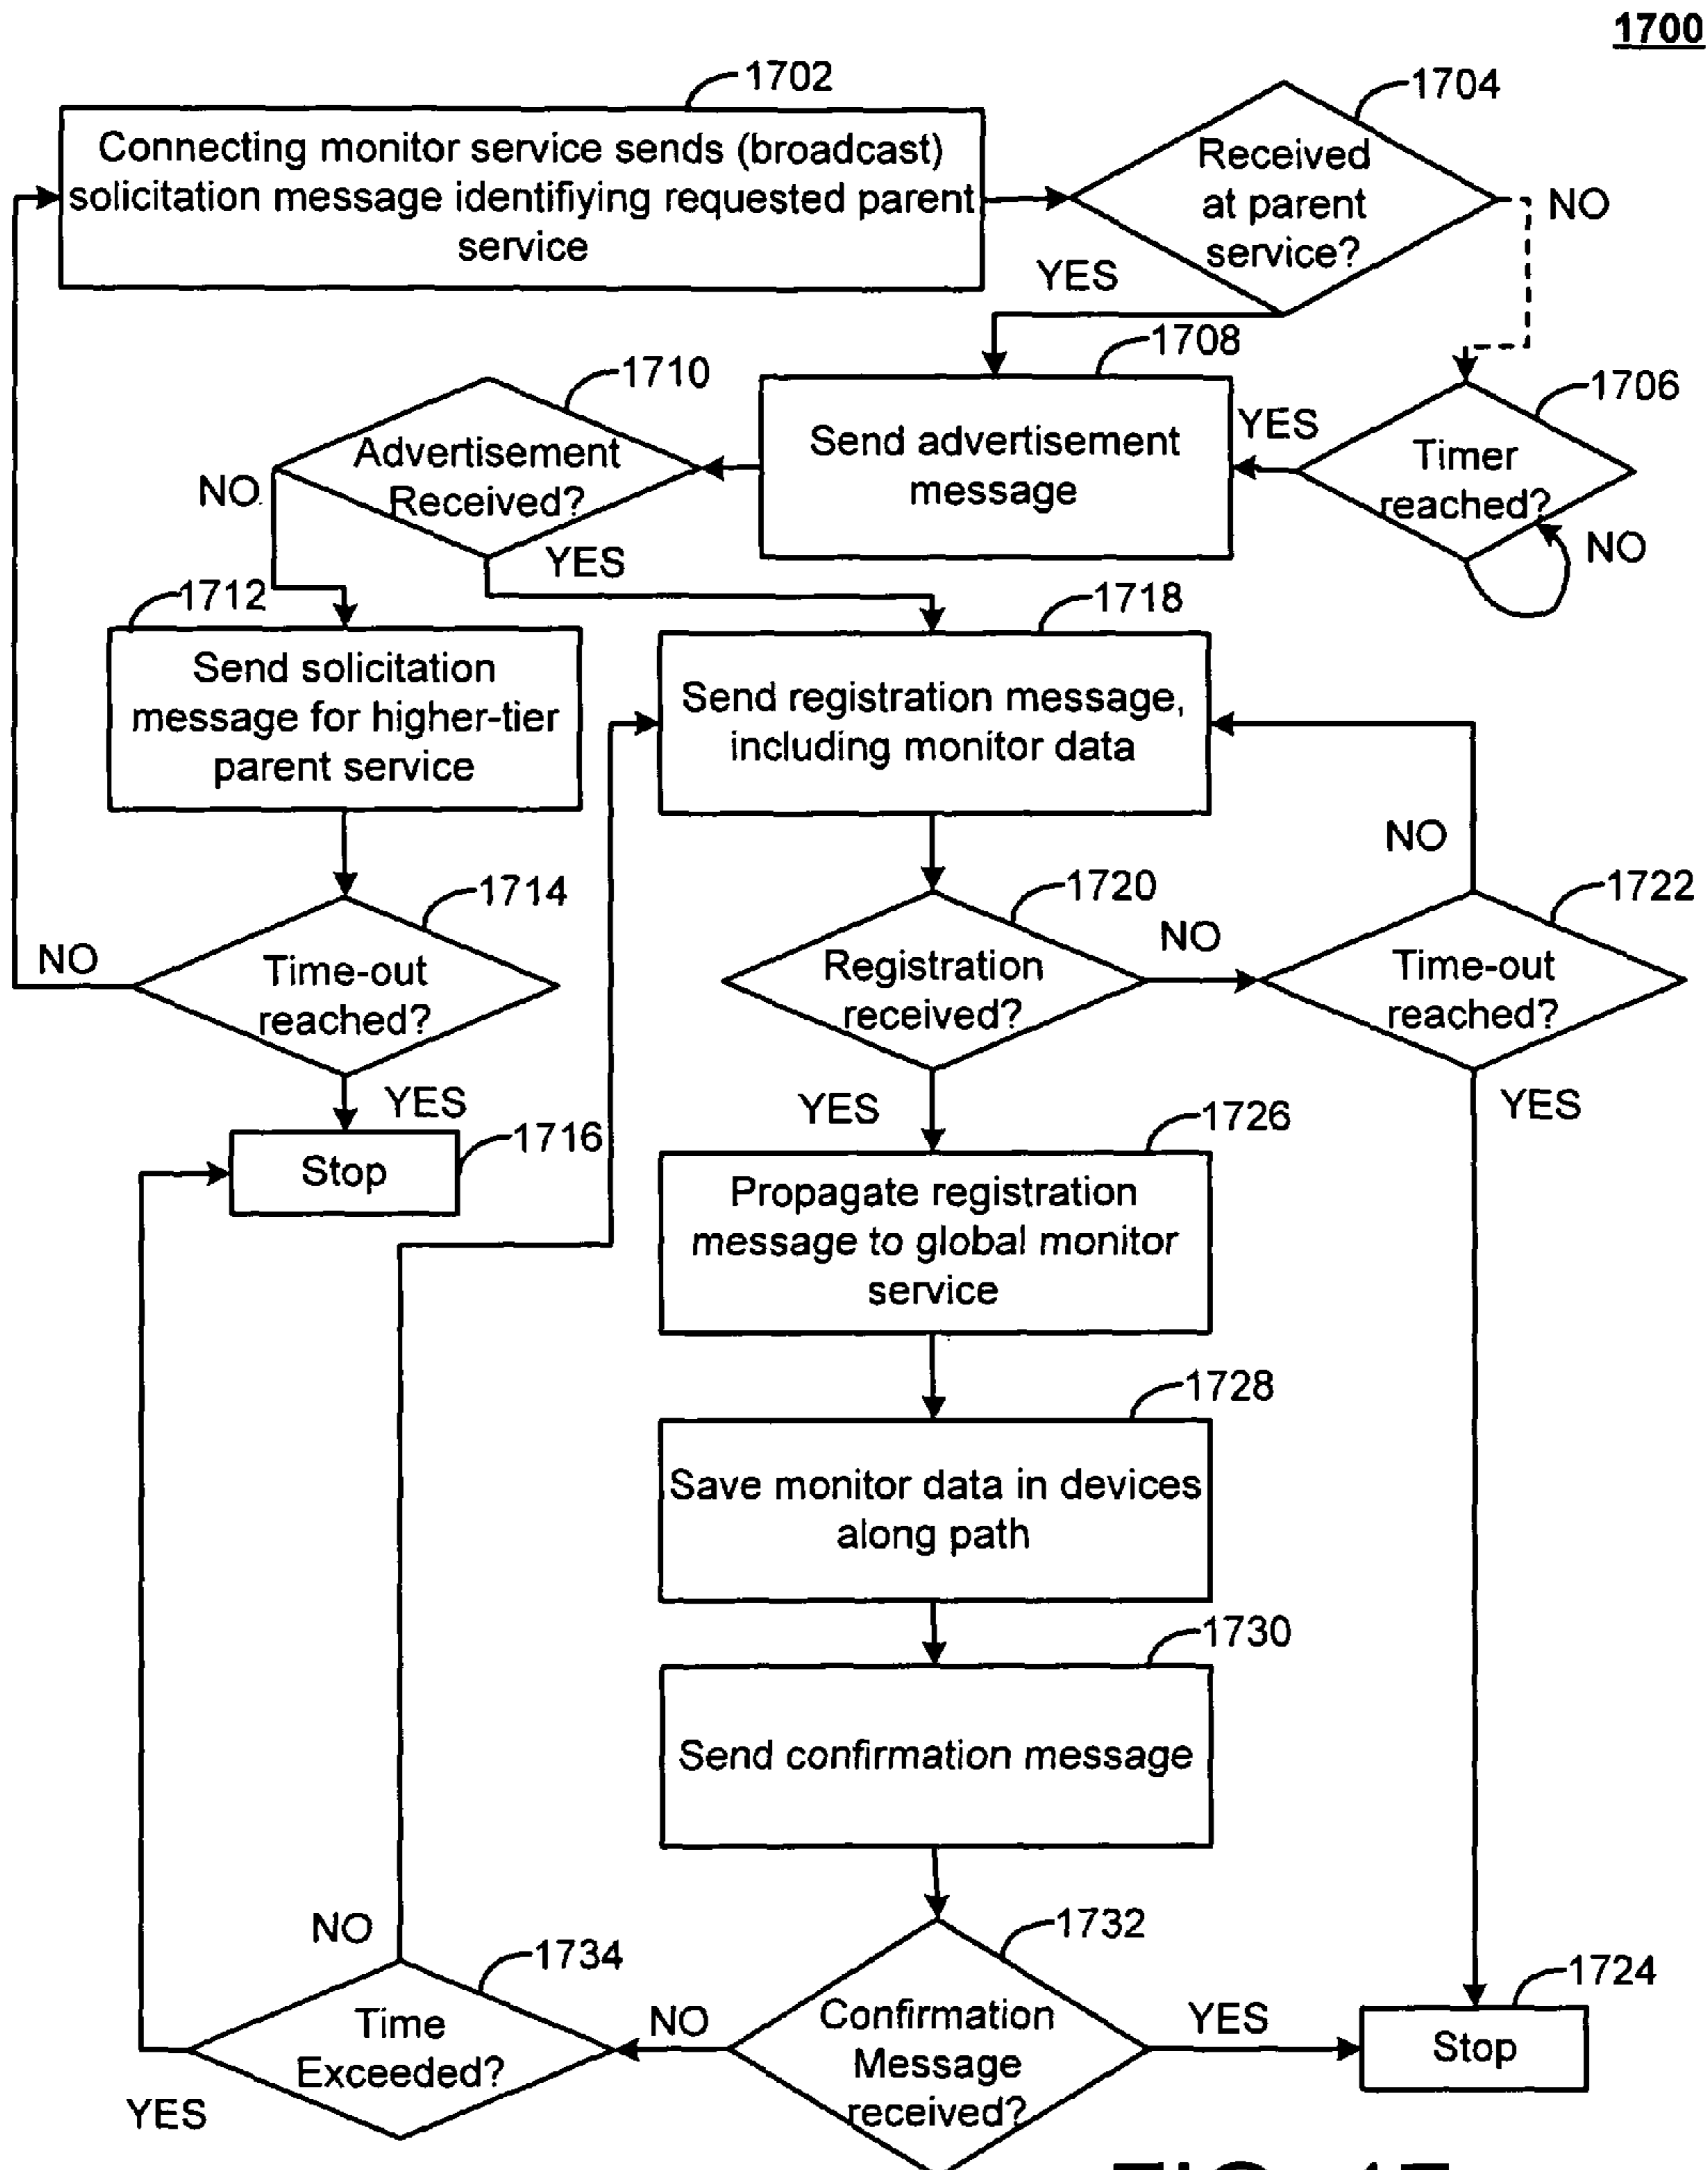 1700
1702
Connecting monitor service sends (broadcast)
solicitation message identifiying requested parent
service
1704
Received
at parent
service?
NO
YES
1706
Timer
reached?
YES
NO
1708
Send advertisement
message
1710
Advertisement
Received?
NO
YES
1712
Send solicitation
message for higher-tier
parent service
1714
Time-out
reached?
NO
YES
1716
Stop
1718
Send registration message,
including monitor data
1720
Registration
received?
NO
YES
1722
Time-out
reached?
NO
YES
1726
Propagate registration
message to global monitor
service
1728
Save monitor data in devices
along path
1730
Send confirmation message
1732
Confirmation
Message
received?
NO
YES
1734
Time
Exceeded?
NO
YES
1724
Stop